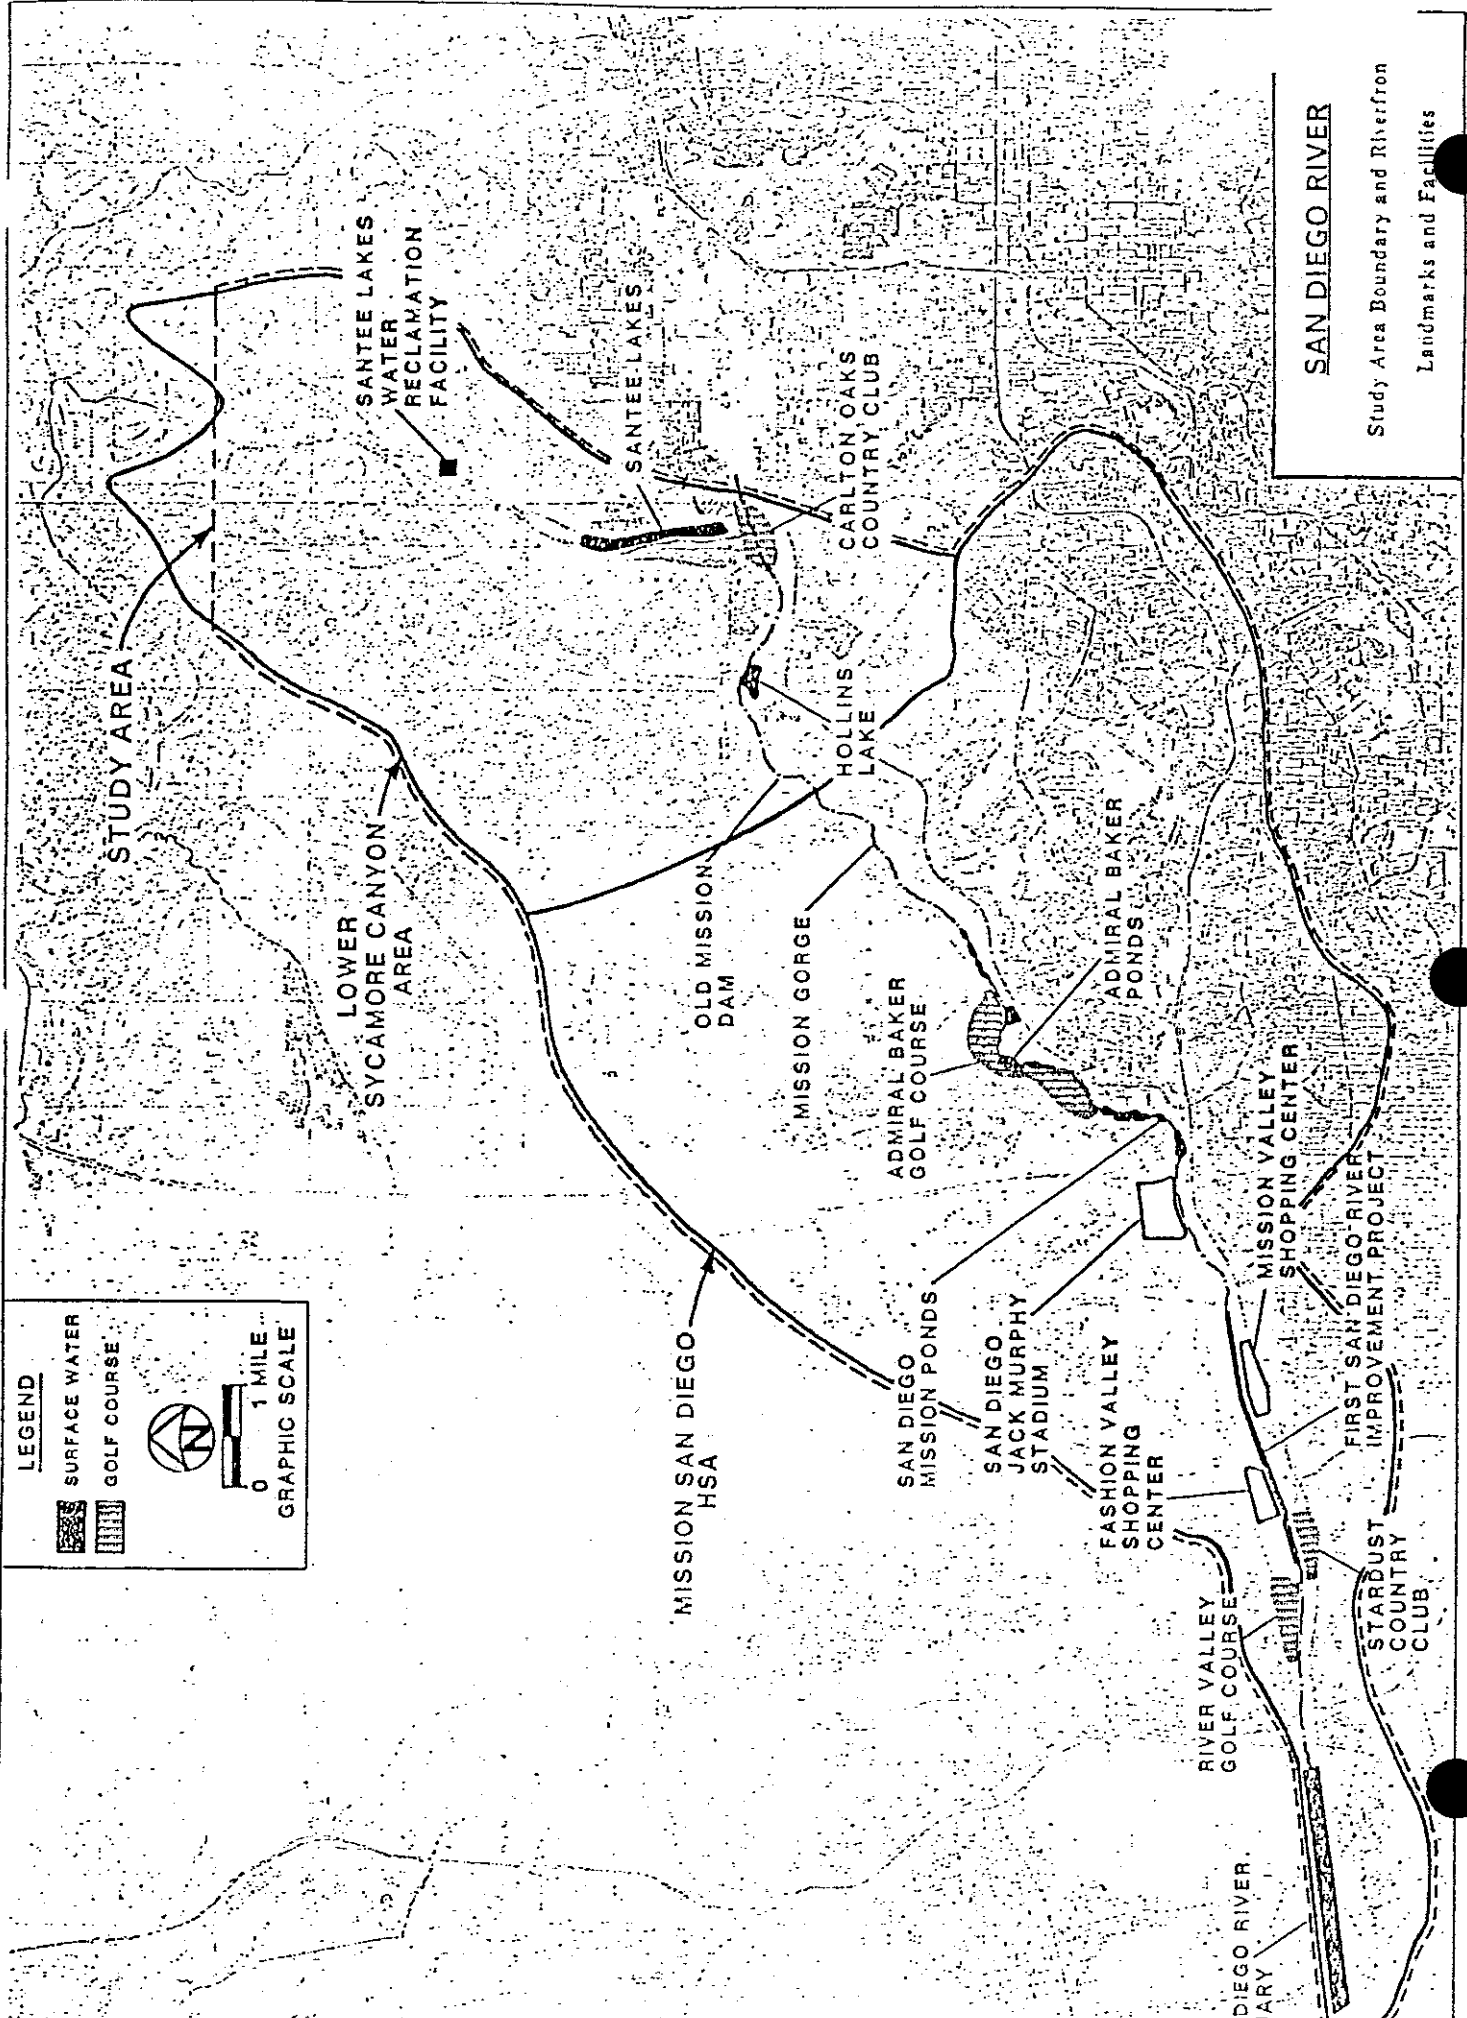 LEGEND
SURFACE WATER
GOLF COURSE
N
0 1 MILE
GRAPHIC SCALE
STUDY AREA
LOWER
SYCAMORE CANYON
AREA
SANTEE LAKES
WATER
RECLAMATION
FACILITY
SANTEE LAKES
MISSION SAN DIEGO
HSA
OLD MISSION
DAM
MISSION GORGE
HOLLINS
LAKE
CARLTON OAKS
COUNTRY CLUB
ADMIRAL BAKER
GOLF COURSE
ADMIRAL BAKER
PONDS
SAN DIEGO
MISSION PONDS
SAN DIEGO
JACK MURPHY
STADIUM
FASHION VALLEY
SHOPPING
CENTER
MISSION VALLEY
SHOPPING CENTER
RIVER VALLEY
GOLF COURSE
FIRST SAN DIEGO RIVER
IMPROVEMENT PROJECT
STARDUST
COUNTRY
CLUB
DIEGO RIVER
ARY
SAN DIEGO RIVER
Study Area Boundary and Riverfron
Landmarks and Facilities